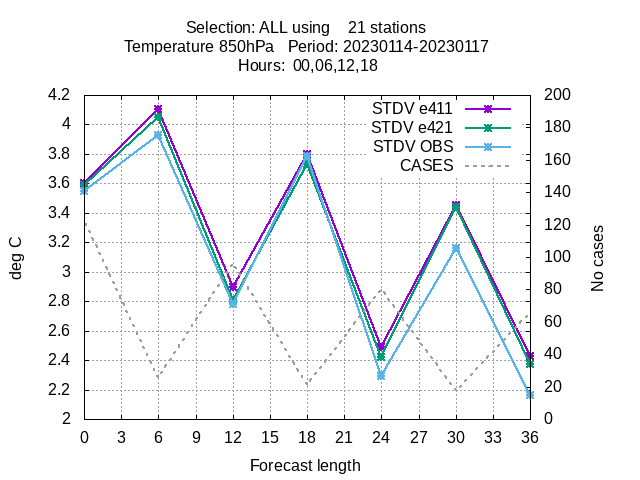 Selection: ALL using 21 stations
Temperature 850hPa Period: 20230114-20230117
Hours: 00,06,12,18
STDV e411
STDV e421
STDV OBS
CASES
4.2
4
3.8
3.6
3.4
3.2
3
2.8
2.6
2.4
2.2
2
deg C
200
180
160
140
120
100
80
60
40
20
0
No cases
0 3 6 9 12 15 18 21 24 27 30 33 36
Forecast length